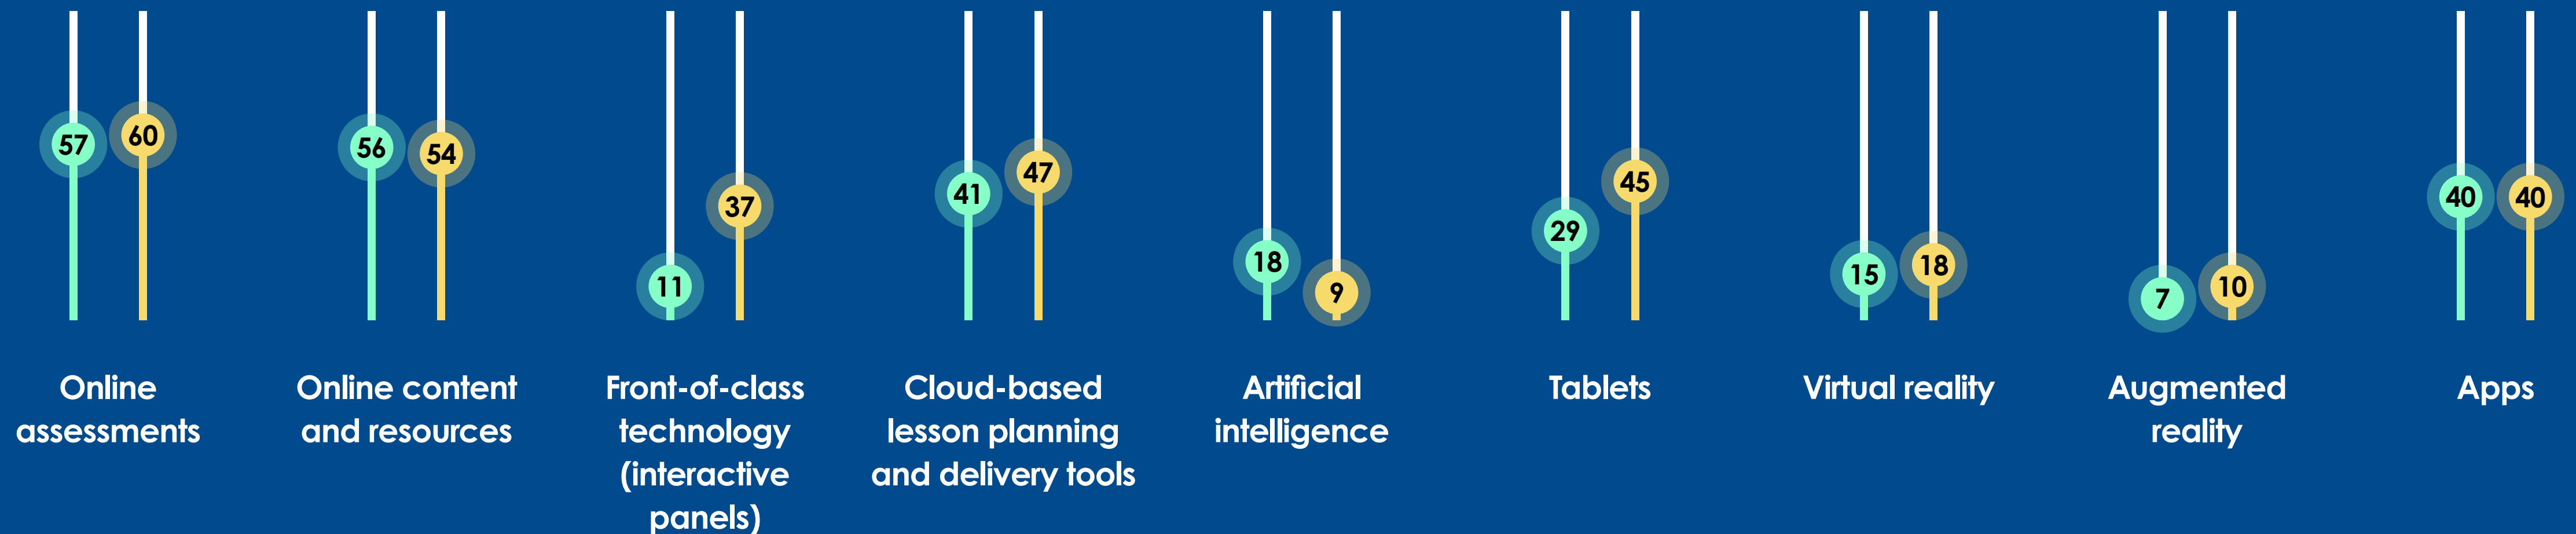 57 60
56 54
11 37
41 47
18 9
29 45
15 18
7 10
40 40
Online
assessments
Online content
and resources
Front-of-class
technology
(interactive
panels)
Cloud-based
lesson planning
and delivery tools
Artificial
intelligence
Tablets
Virtual reality
Augmented
reality
Apps